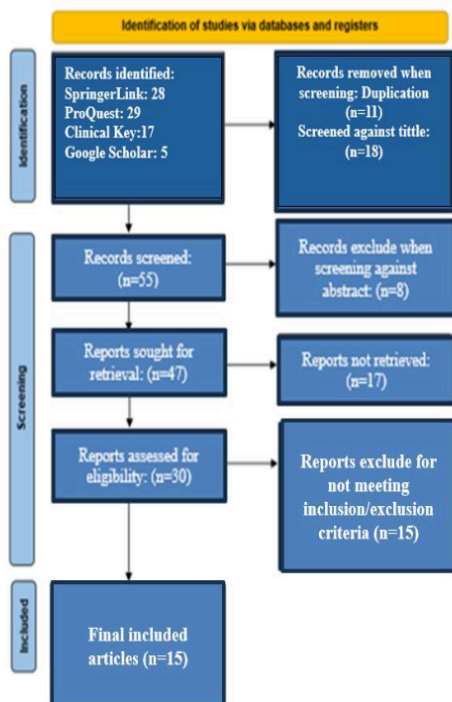 Identification of studies via databases and registers
Identification
Records identified:
SpringerLink: 28
ProQuest: 29
Clinical Key:17
Google Scholar: 5
Records removed when
screening: Duplication
(n=11)
Screened against tittle:
(n=18)
Screening
Records screened:
(n=55)
Records exclude when
screening against
abstract: (n=8)
Reports sought for
retrieval: (n=47)
Reports not retrieved:
(n=17)
Reports assessed for
eligibility: (n=30)
Reports exclude for
not meeting
inclusion/exclusion
criteria (n=15)
Included
Final included
articles (n=15)